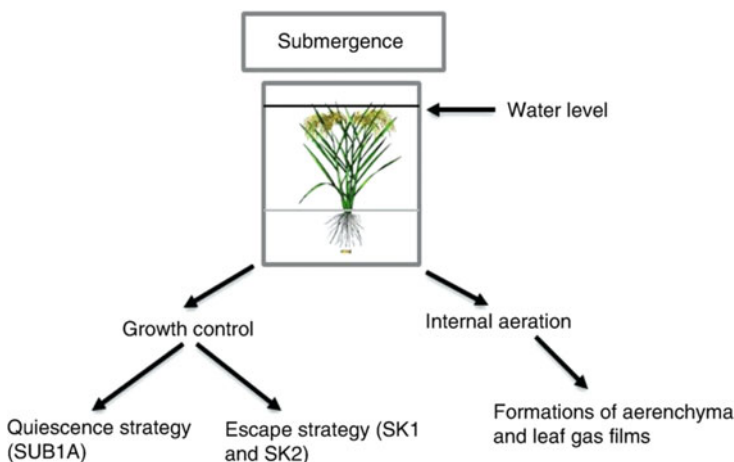 Submergence
Water level
Growth control
Internal aeration
Quiescence strategy
(SUB1A)
Escape strategy (SK1
and SK2)
Formations of aerenchyma
and leaf gas films